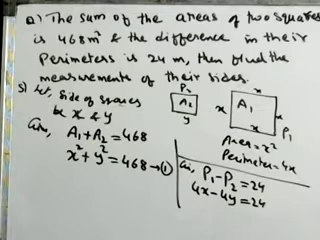 Q) The sum of the areas of two squares
is 468m² & the difference in their
Perimeters is 24 m, then find the
measurements of their sides.
S) let, Side of squares
be x & y
Given, A₁+A₂=468
x²+y²=468→(1)
P₂
A₂
y
x
x
A₁
x
x
P₁
Area=x²
Perimeter=4x
Given, P₁-P₂=24
4x-4y=24